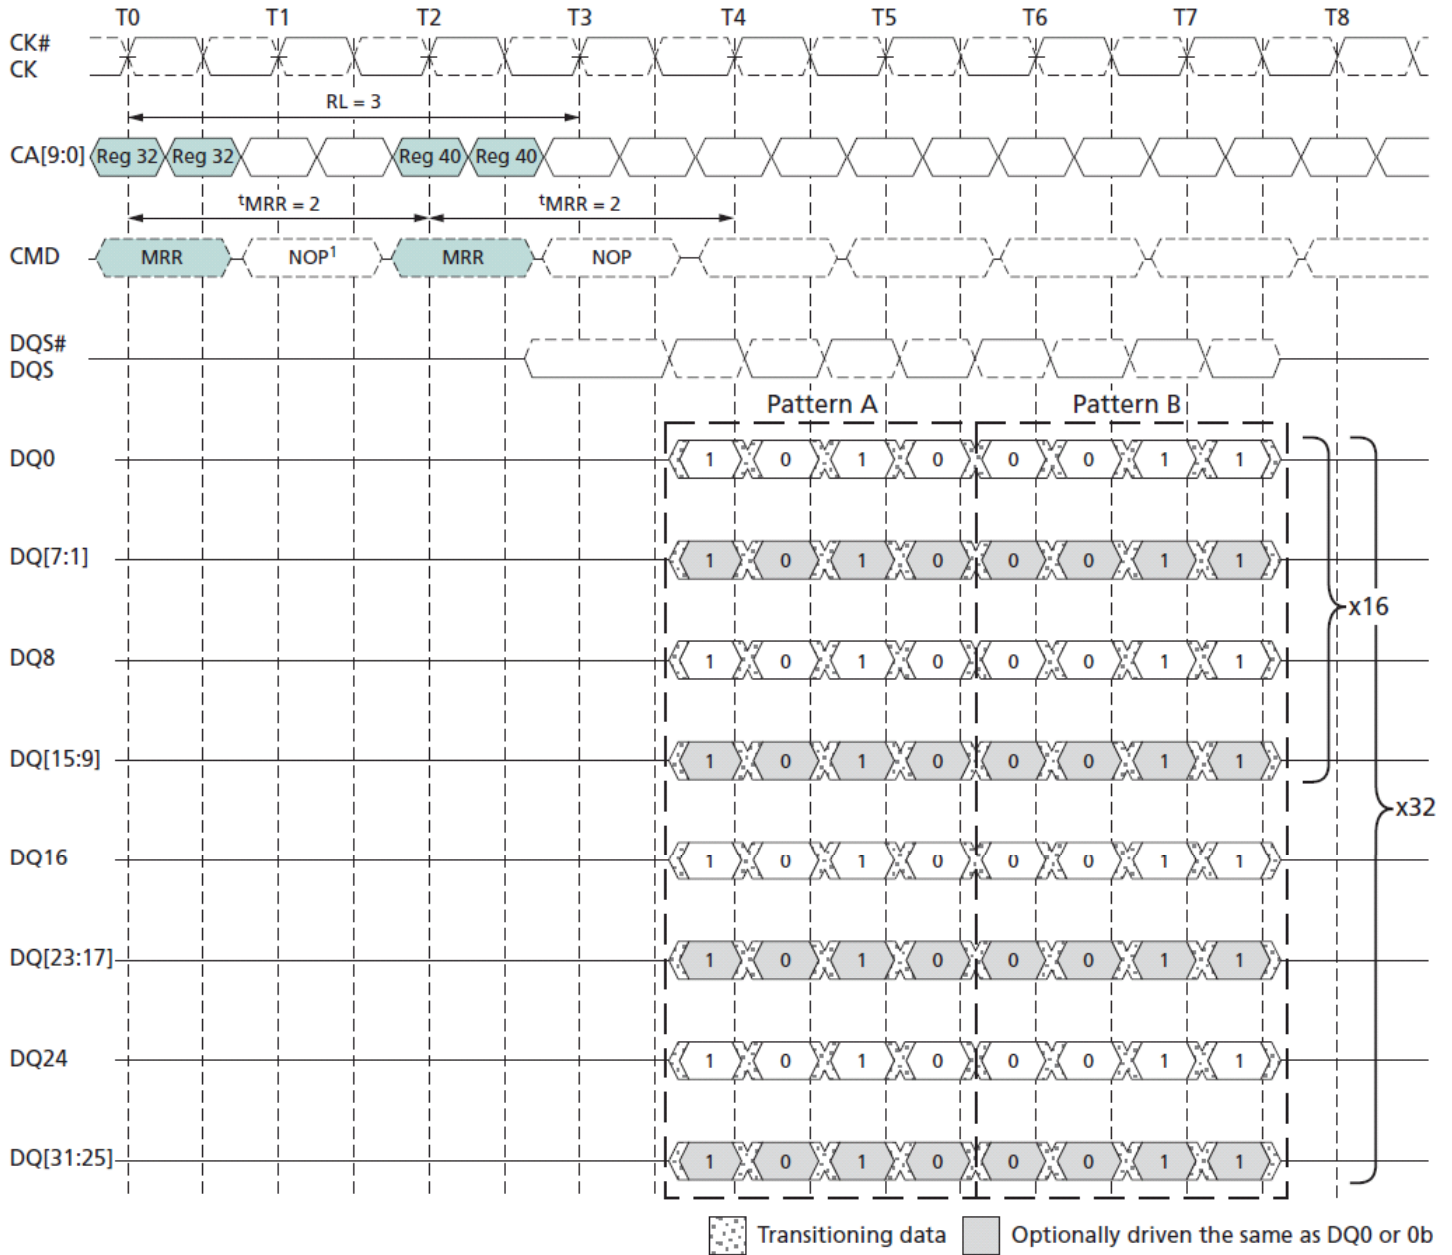 T0 T1 T2 T3 T4 T5 T6 T7 T8
CK#
CK
RL = 3
CA[9:0] Reg 32 Reg 32 Reg 40 Reg 40
tMRR = 2 tMRR = 2
CMD MRR NOP1 MRR NOP
DQS#
DQS
Pattern A Pattern B
DQ0 1 0 1 0 0 0 1 1
DQ[7:1] 1 0 1 0 0 0 1 1
x16
DQ8 1 0 1 0 0 0 1 1
DQ[15:9] 1 0 1 0 0 0 1 1
x32
DQ16 1 0 1 0 0 0 1 1
DQ[23:17] 1 0 1 0 0 0 1 1
DQ24 1 0 1 0 0 0 1 1
DQ[31:25] 1 0 1 0 0 0 1 1
Transitioning data Optionally driven the same as DQ0 or 0b